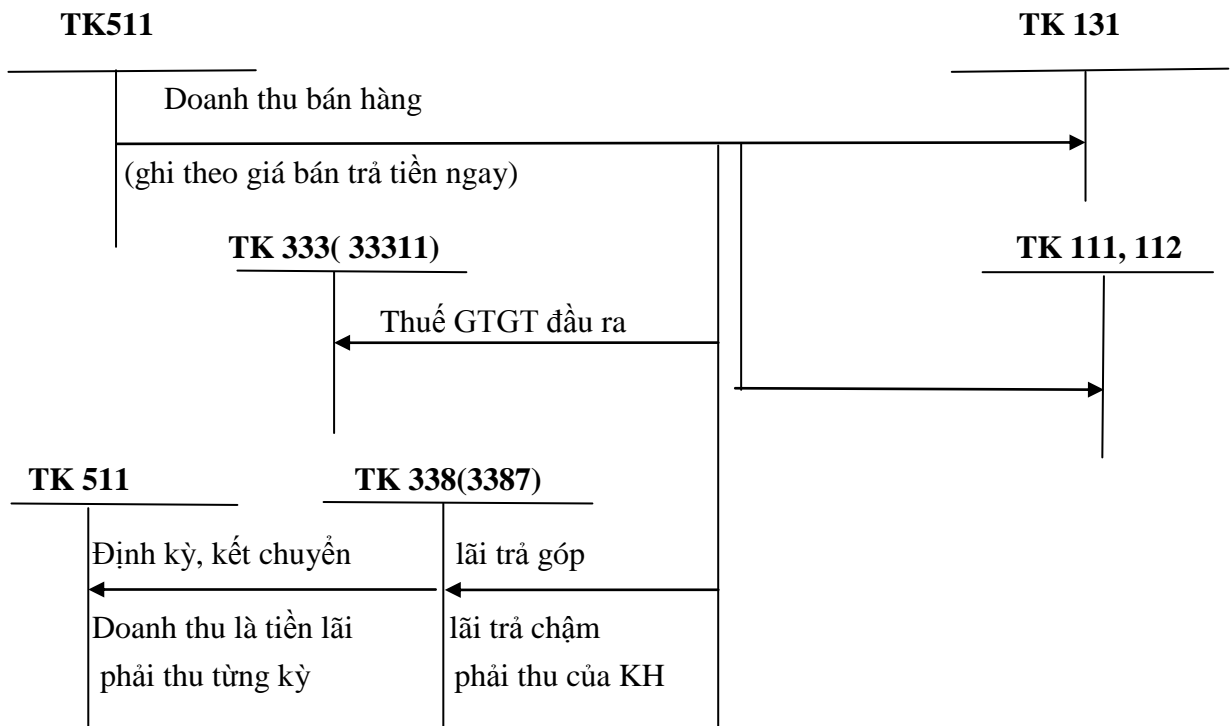 TK511
TK 131
Doanh thu bán hàng
(ghi theo giá bán trả tiền ngay)
TK 333( 33311)
TK 111, 112
Thuế GTGT đầu ra
TK 511
TK 338(3387)
Định kỳ, kết chuyển
lãi trả góp
Doanh thu là tiền lãi
lãi trả chậm
phải thu từng kỳ
phải thu của KH